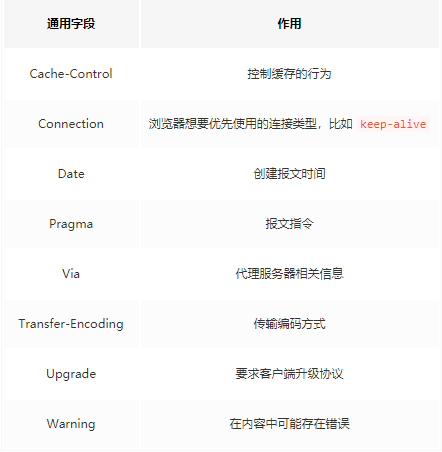 通用字段 作用
Cache-Control 控制缓存的行为
Connection 浏览器想要优先使用的连接类型，比如 keep-alive
Date 创建报文时间
Pragma 报文指令
Via 代理服务器相关信息
Transfer-Encoding 传输编码方式
Upgrade 要求客户端升级协议
Warning 在内容中可能存在错误